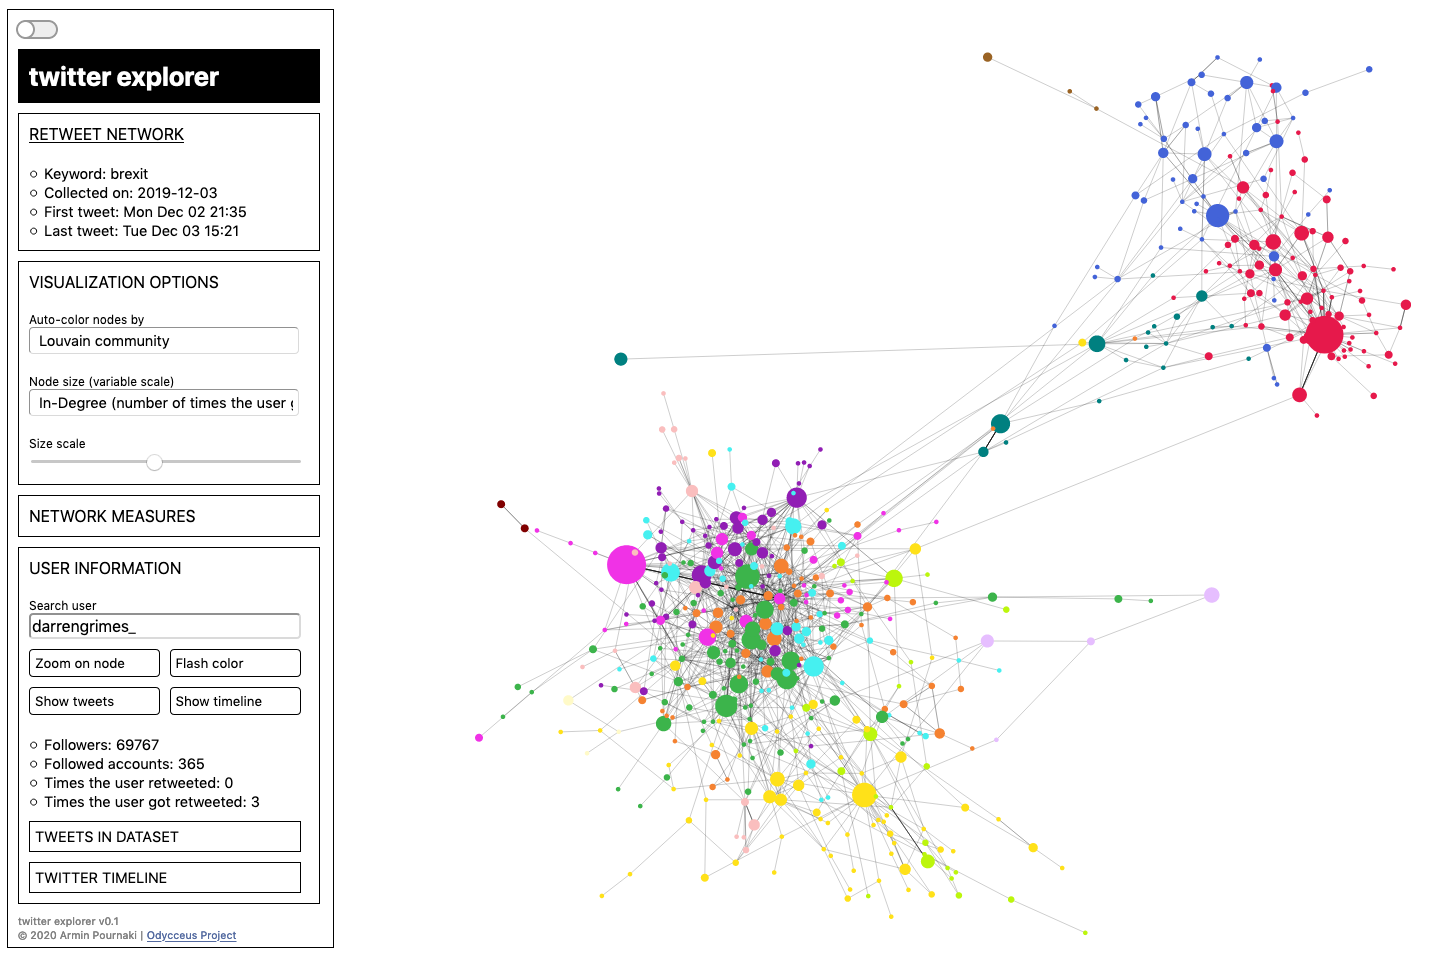 twitter explorer
RETWEET NETWORK
Keyword: brexit
Collected on: 2019-12-03
First tweet: Mon Dec 02 21:35
Last tweet: Tue Dec 03 15:21
VISUALIZATION OPTIONS
Auto-color nodes by
Louvain community
Node size (variable scale)
In-Degree (number of times the user g
Size scale
NETWORK MEASURES
USER INFORMATION
Search user
darrengrimes_
Zoom on node
Flash color
Show tweets
Show timeline
Followers: 69767
Followed accounts: 365
Times the user retweeted: 0
Times the user got retweeted: 3
TWEETS IN DATASET
TWITTER TIMELINE
twitter explorer v0.1
© 2020 Armin Pournaki | Odycceus Project